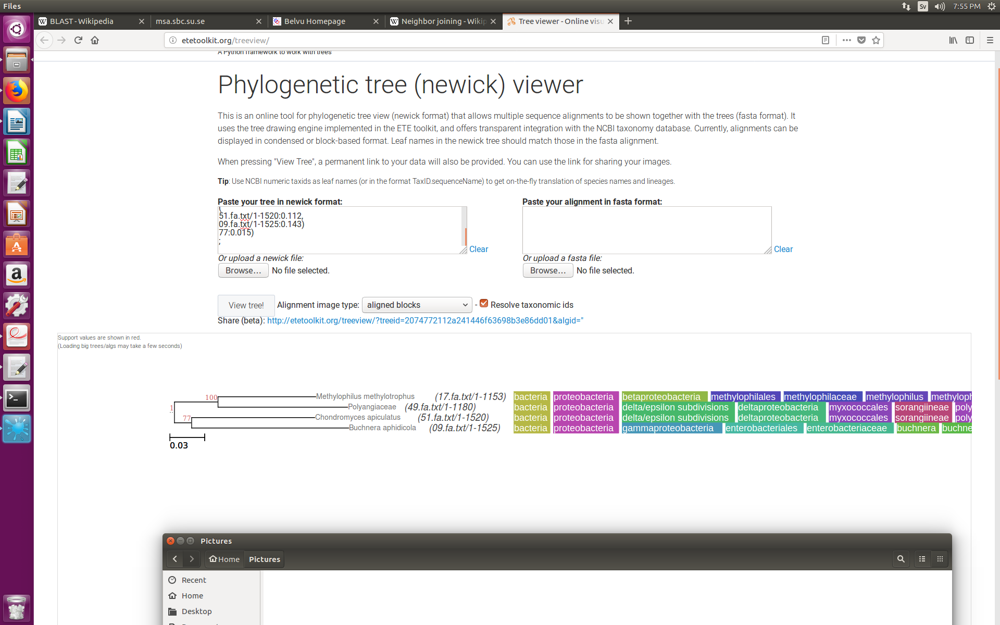 Files
Sv
7:55 PM
BLAST - Wikipedia
msa.sbc.su.se
Belvu Homepage
Neighbor joining - Wikip
Tree viewer - Online visu
etetoolkit.org/treeview/
A Python framework to work with trees
Phylogenetic tree (newick) viewer
This is an online tool for phylogenetic tree view (newick format) that allows multiple sequence alignments to be shown together with the trees (fasta format). It
uses the tree drawing engine implemented in the ETE toolkit, and offers transparent integration with the NCBI taxonomy database. Currently, alignments can be
displayed in condensed or block-based format. Leaf names in the newick tree should match those in the fasta alignment.
When pressing "View Tree", a permanent link to your data will also be provided. You can use the link for sharing your images.
Tip: Use NCBI numeric taxids as leaf names (or in the format TaxID.sequenceName) to get on-the-fly translation of species names and lineages.
Paste your tree in newick format:
Paste your alignment in fasta format:
(
51.fa.txt/1-1520:0.112,
09.fa.txt/1-1525:0.143)
77:0.015)
;
Clear
Clear
Or upload a newick file:
Or upload a fasta file:
Browse... No file selected.
Browse... No file selected.
View tree! Alignment image type: aligned blocks - Resolve taxonomic ids
Share (beta): http://etetoolkit.org/treeview/?treeid=2074772112a241446f63698b3e86dd01&algid="
Support values are shown in red.
(Loading big trees/algs may take a few seconds)
100 Methylophilus methylotrophus (17.fa.txt/1-1153) bacteria proteobacteria betaproteobacteria methylophilales methylophilaceae methylophilus methyloph
1 Polyangiaceae (49.fa.txt/1-1180) bacteria proteobacteria delta/epsilon subdivisions deltaproteobacteria myxococcales sorangiineae poly
77 Chondromyces apiculatus (51.fa.txt/1-1520) bacteria proteobacteria delta/epsilon subdivisions deltaproteobacteria myxococcales sorangiineae poly
Buchnera aphidicola (09.fa.txt/1-1525) bacteria proteobacteria gammaproteobacteria enterobacteriales enterobacteriaceae buchnera buchne
0.03
Pictures
Home Pictures
Recent
Home
Desktop